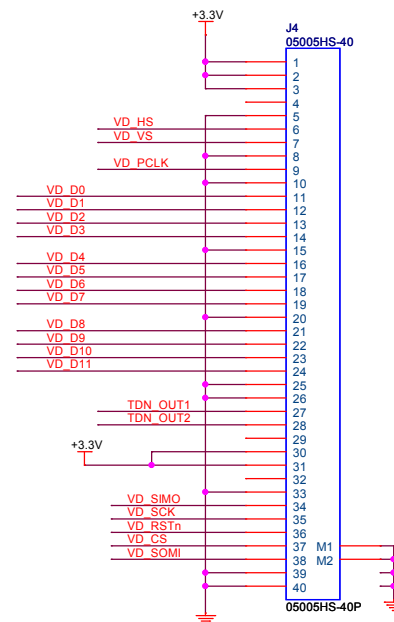 +3.3V
J4
05005HS-40
1
2
3
4
5
VD_HS 6
VD_VS 7
8
VD_PCLK 9
10
VD_D0 11
VD_D1 12
VD_D2 13
VD_D3 14
15
VD_D4 16
VD_D5 17
VD_D6 18
VD_D7 19
20
VD_D8 21
VD_D9 22
VD_D10 23
VD_D11 24
25
26
TDN_OUT1 27
TDN_OUT2 28
29
+3.3V
30
31
32
33
VD_SIMO 34
VD_SCK 35
VD_RSTn 36
VD_CS 37 M1
VD_SOMI 38 M2
39
40
05005HS-40P